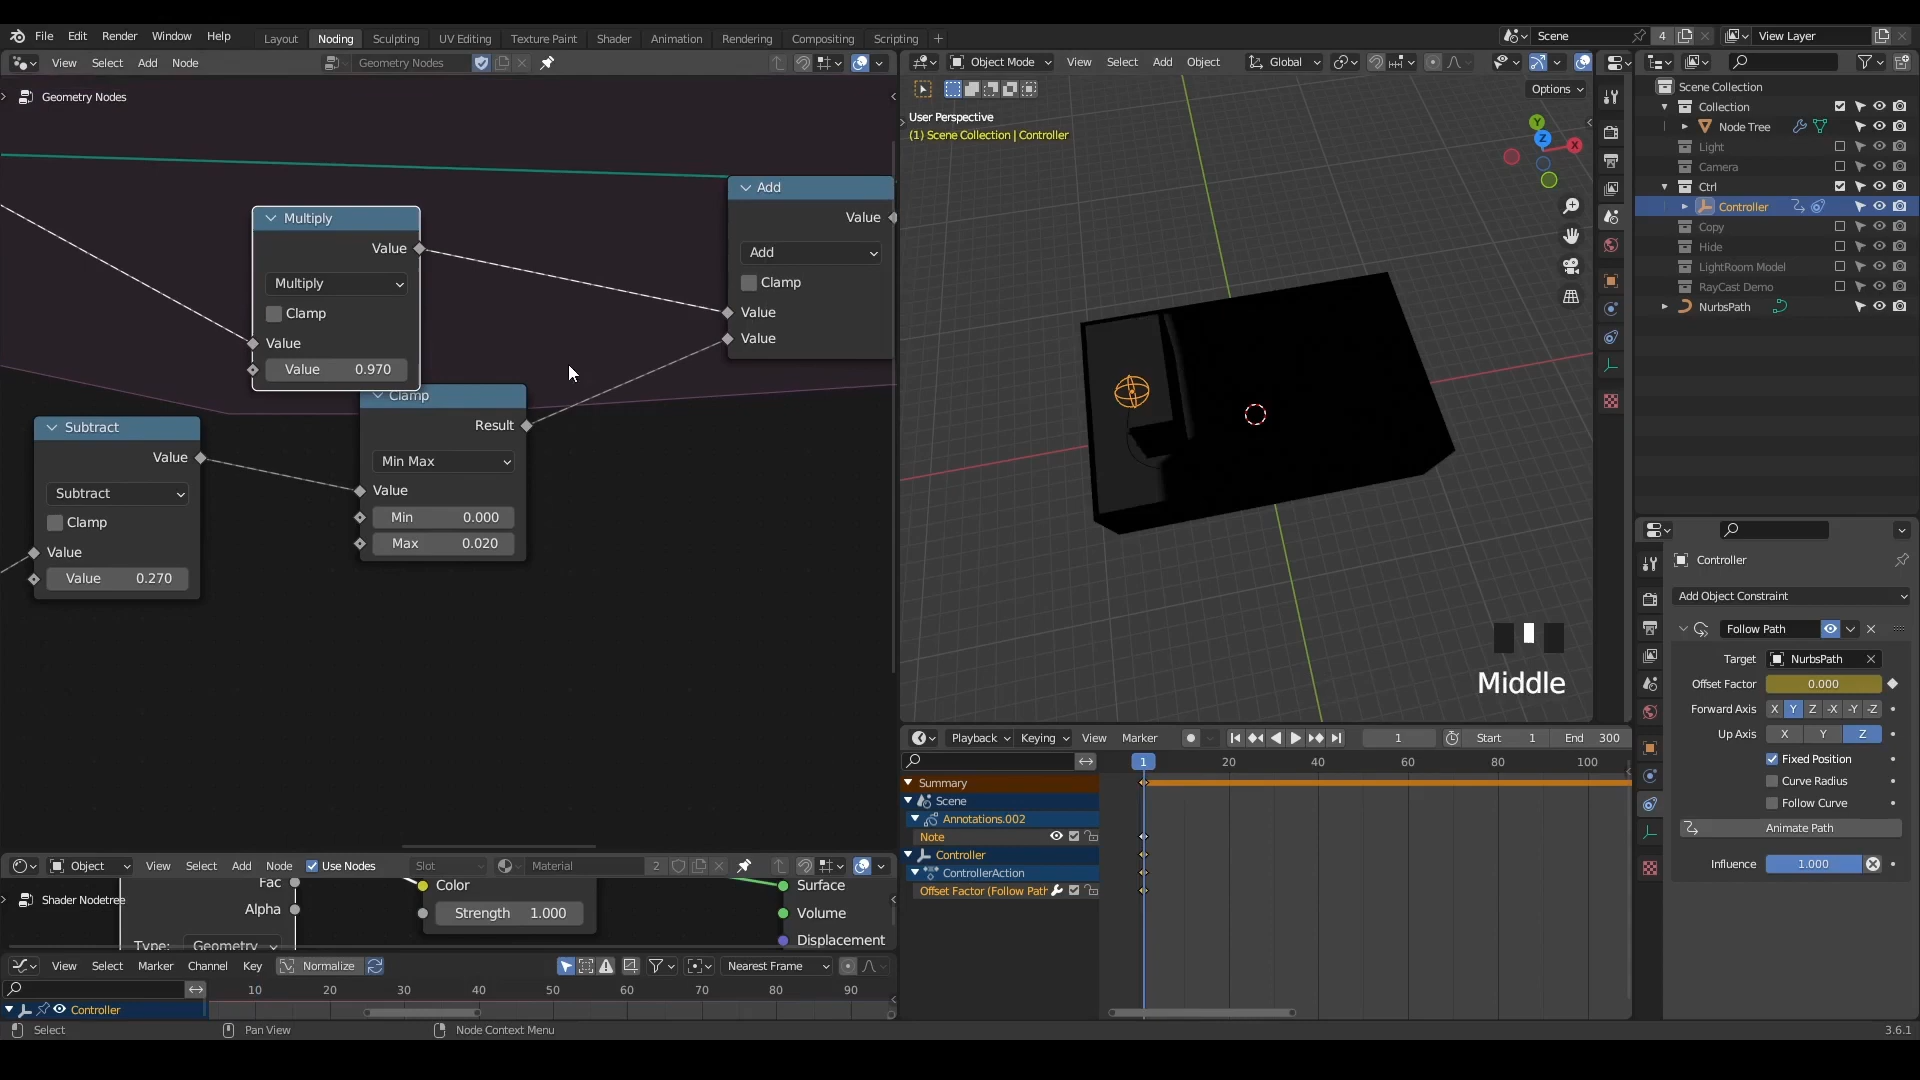 File Edit Render Window Help Layout Noding Sculpting UV Editing Texture Paint Shader Animation Rendering Compositing Scripting + Scene 4 View Layer
View Select Add Node Geometry Nodes
Object Mode View Select Add Object Global
Geometry Nodes
Options
User Perspective
(1) Scene Collection | Controller
Y
Z
X
Multiply
Value
Multiply
Clamp
Value
Value 0.970
Add
Value
Add
Clamp
Value
Value
Subtract
Value
Subtract
Clamp
Value
Value 0.270
Clamp
Result
Min Max
Value
Min 0.000
Max 0.020
Middle
Scene Collection
Collection
Node Tree
Light
Camera
Ctrl
Controller
Copy
Hide
LightRoom Model
RayCast Demo
NurbsPath
Controller
Add Object Constraint
Follow Path
Target NurbsPath
Offset Factor 0.000
Forward Axis X Y Z -X -Y -Z
Up Axis X Y Z
Fixed Position
Curve Radius
Follow Curve
Animate Path
Influence 1.000
Playback Keying View Marker 1 Start 1 End 300
1 20 40 60 80 100
Summary
Scene
Annotations.002
Note
Controller
ControllerAction
Offset Factor (Follow Path
Object View Select Add Node Use Nodes Slot Material 2
Shader Nodetree
Fac
Alpha
Type: Geometry
Color
Strength 1.000
Surface
Volume
Displacement
View Select Marker Channel Key Normalize Nearest Frame
10 20 30 40 50 60 70 80 90
Controller
Select Pan View Node Context Menu 3.6.1